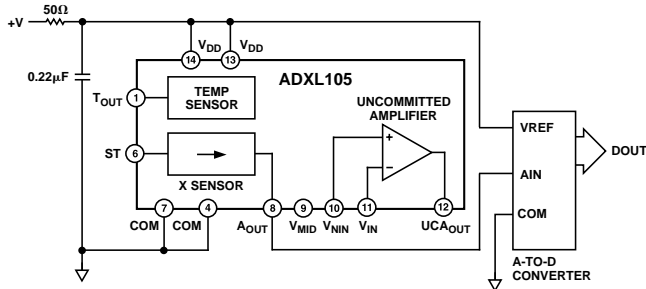 +V
50Ω
0.22μF
VDD
VDD
14
13
ADXL105
1
TOUT
TEMP
SENSOR
UNCOMMITTED
AMPLIFIER
+
−
6
ST
X SENSOR
7
4
8
9
10
11
12
COM
COM
AOUT
VMID
VNIN
VIN
UCAOUT
VREF
AIN
COM
DOUT
A-TO-D
CONVERTER